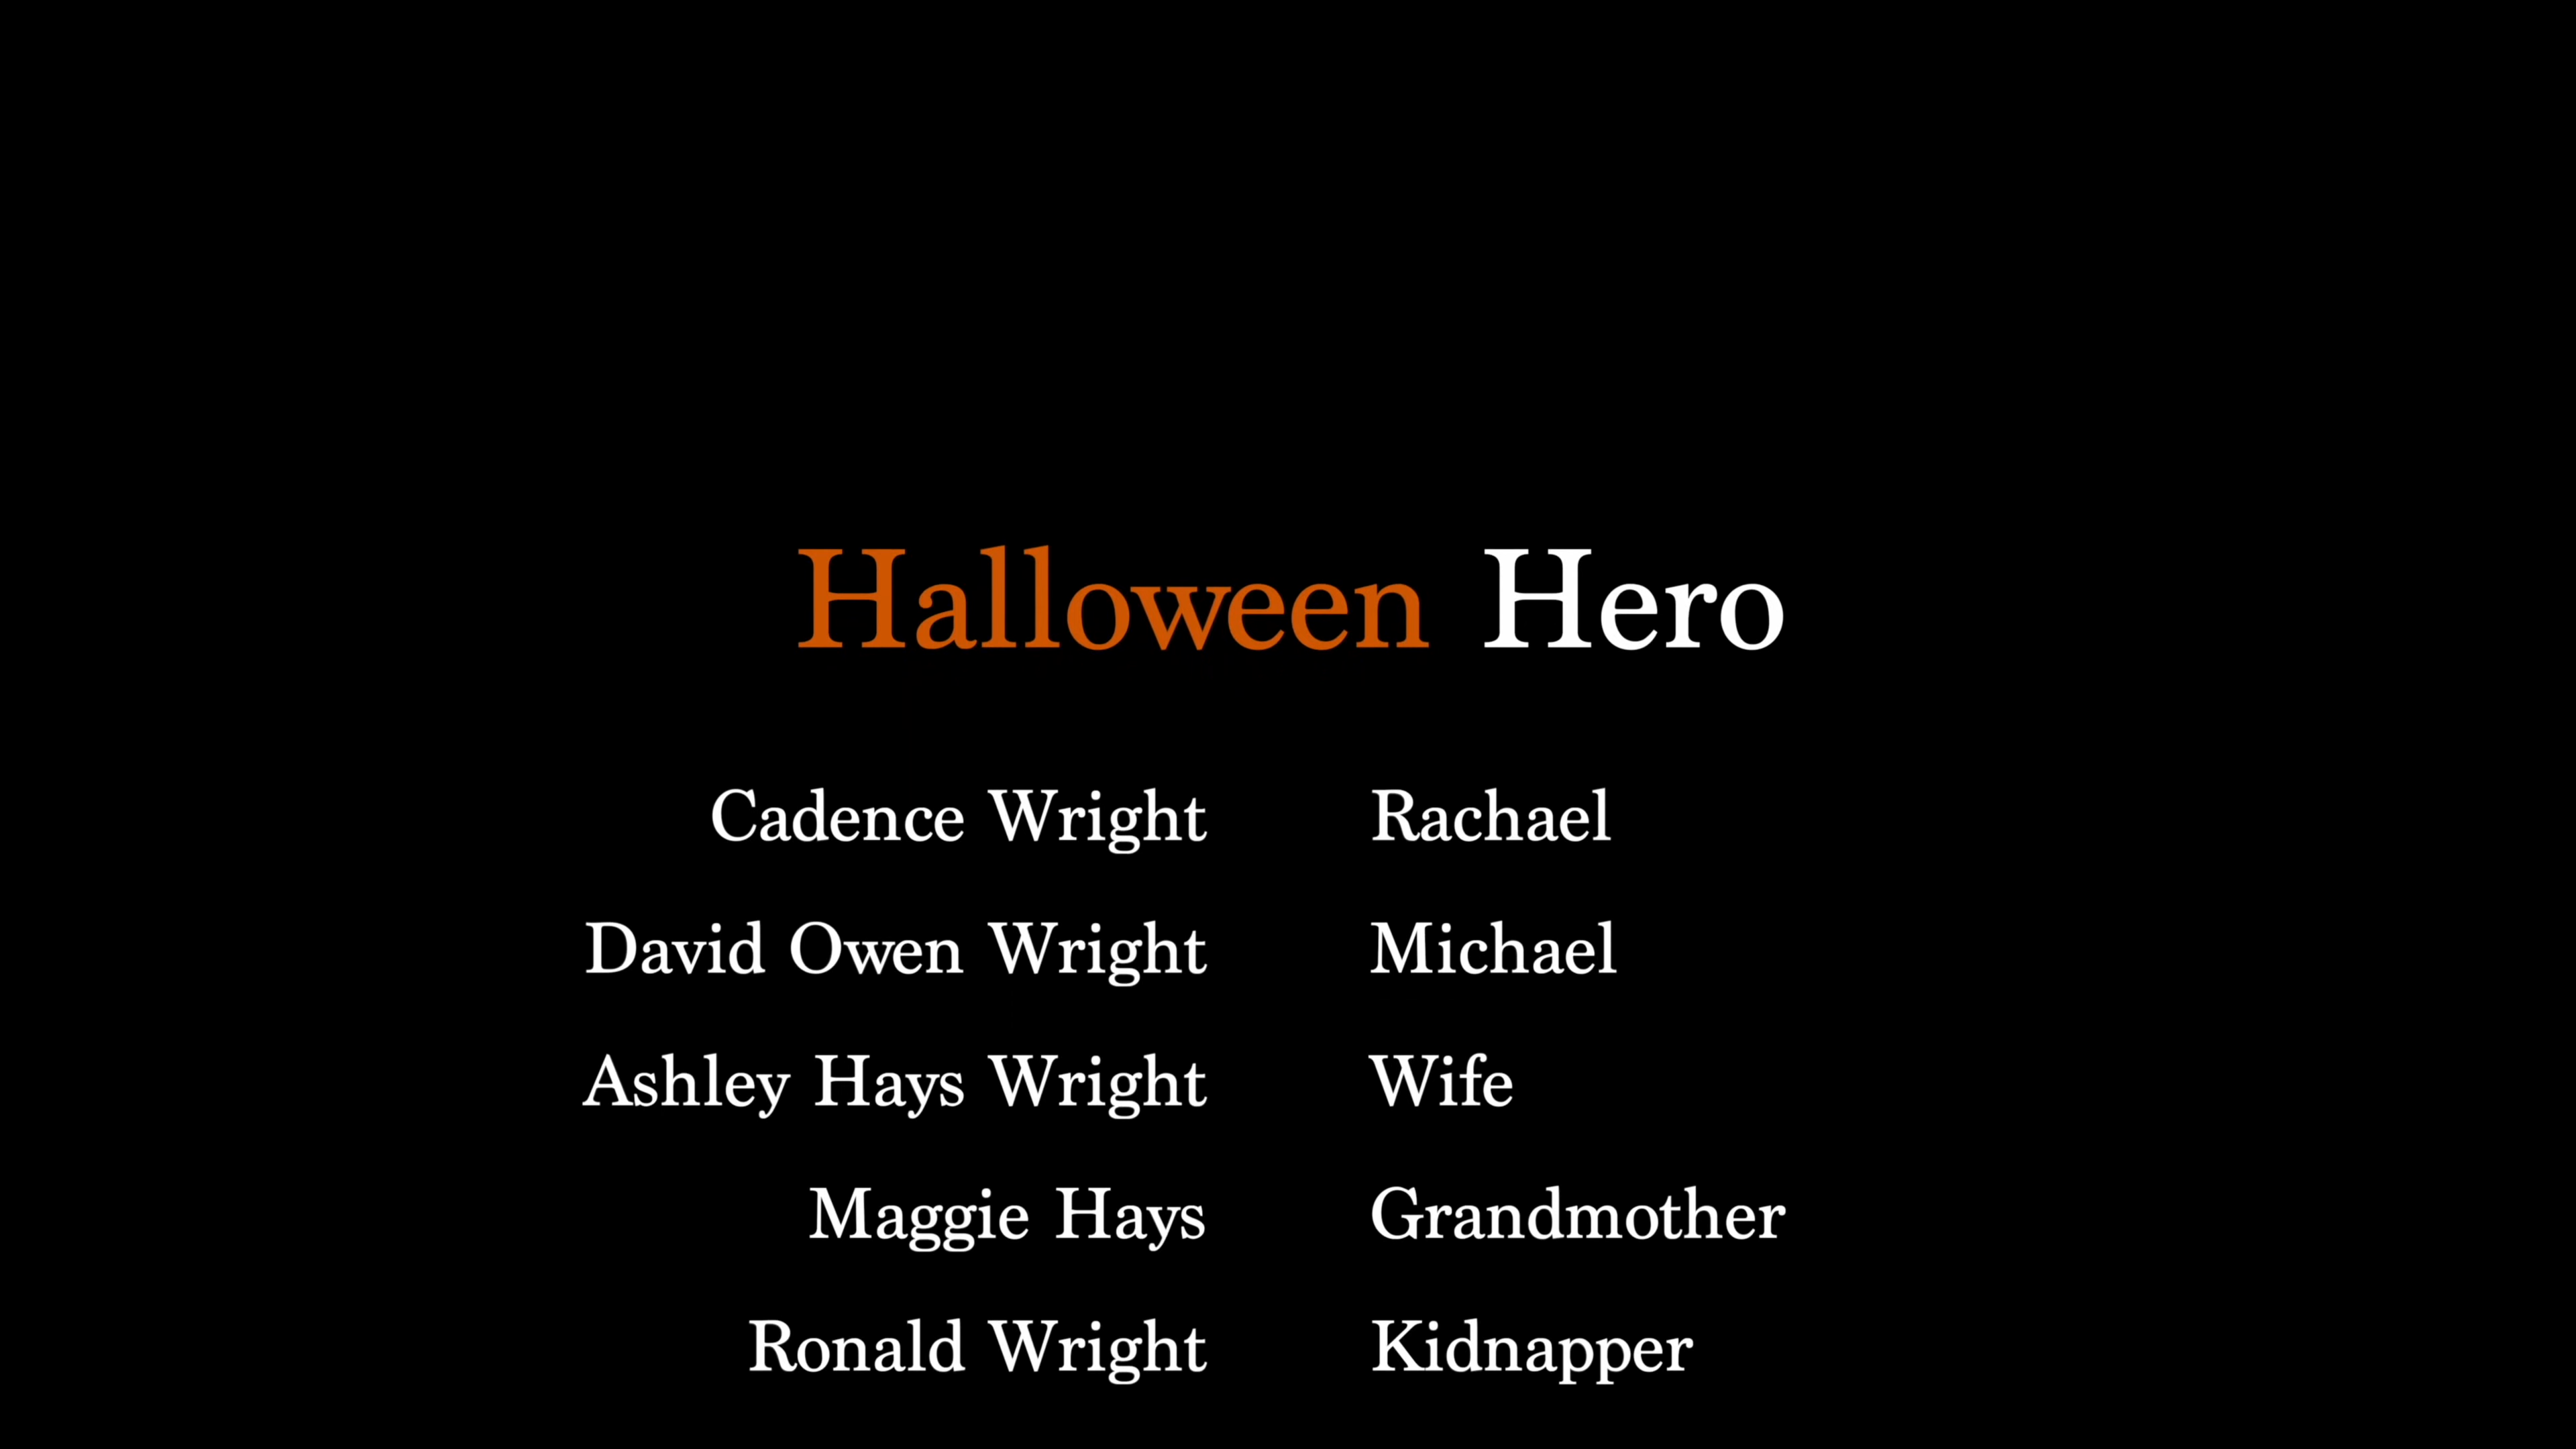 Halloween Hero
Cadence Wright Rachael
David Owen Wright Michael
Ashley Hays Wright Wife
Maggie Hays Grandmother
Ronald Wright Kidnapper